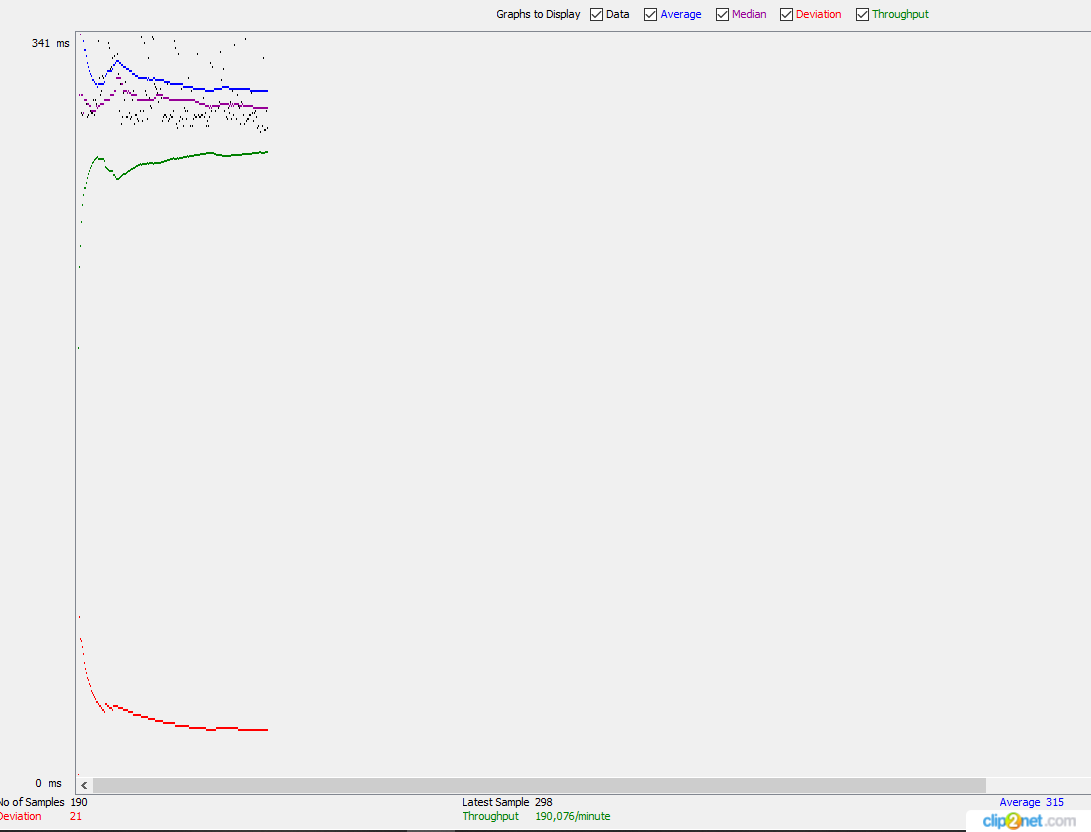 Graphs to Display Data Average Median Deviation Throughput
341 ms
0 ms
No of Samples 190 Latest Sample 298 Average 315
Deviation 21 Throughput 190,076/minute
clip2net.com